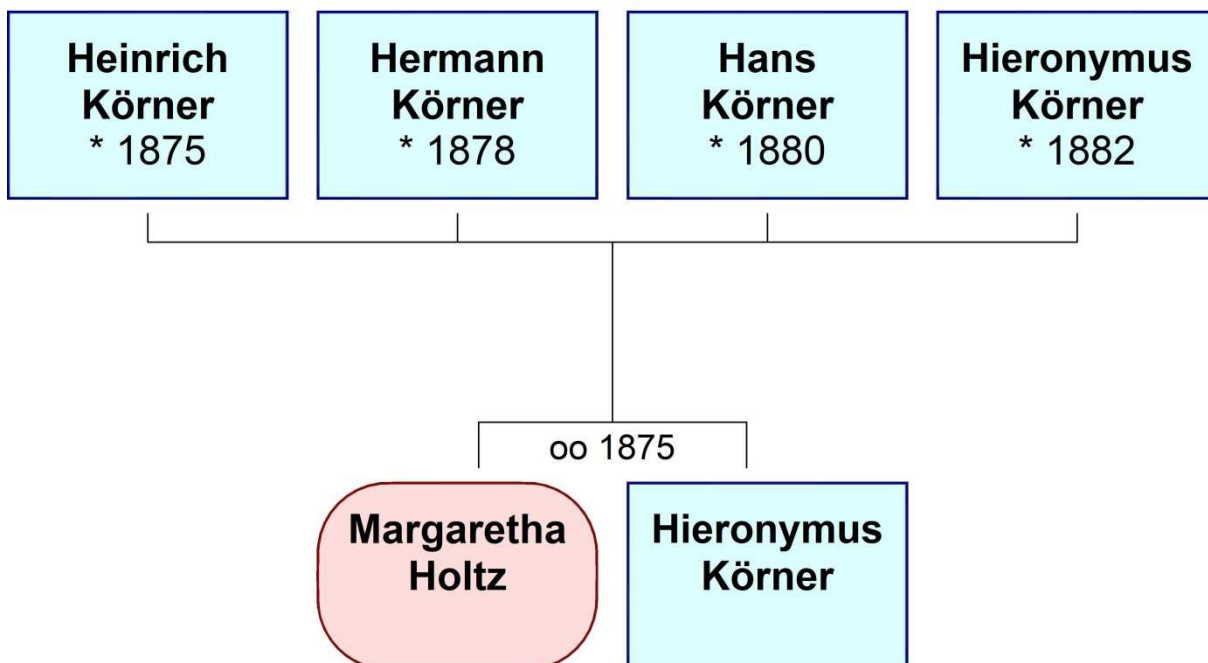 Heinrich
Körner
* 1875
Hermann
Körner
* 1878
Hans
Körner
* 1880
Hieronymus
Körner
* 1882
oo 1875
Margaretha
Holtz
Hieronymus
Körner